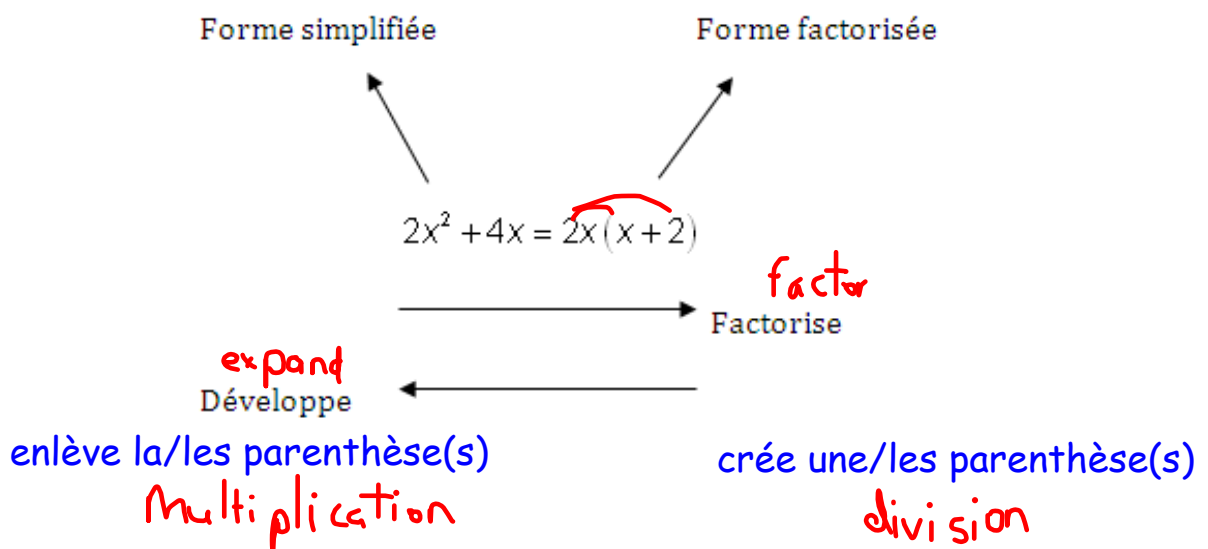 Forme simplifiée
Forme factorisée
2x² + 4x = 2x(x + 2)
factor
Factorise
expand
Développe
enlève la/les parenthèse(s)
crée une/les parenthèse(s)
Multiplication
division